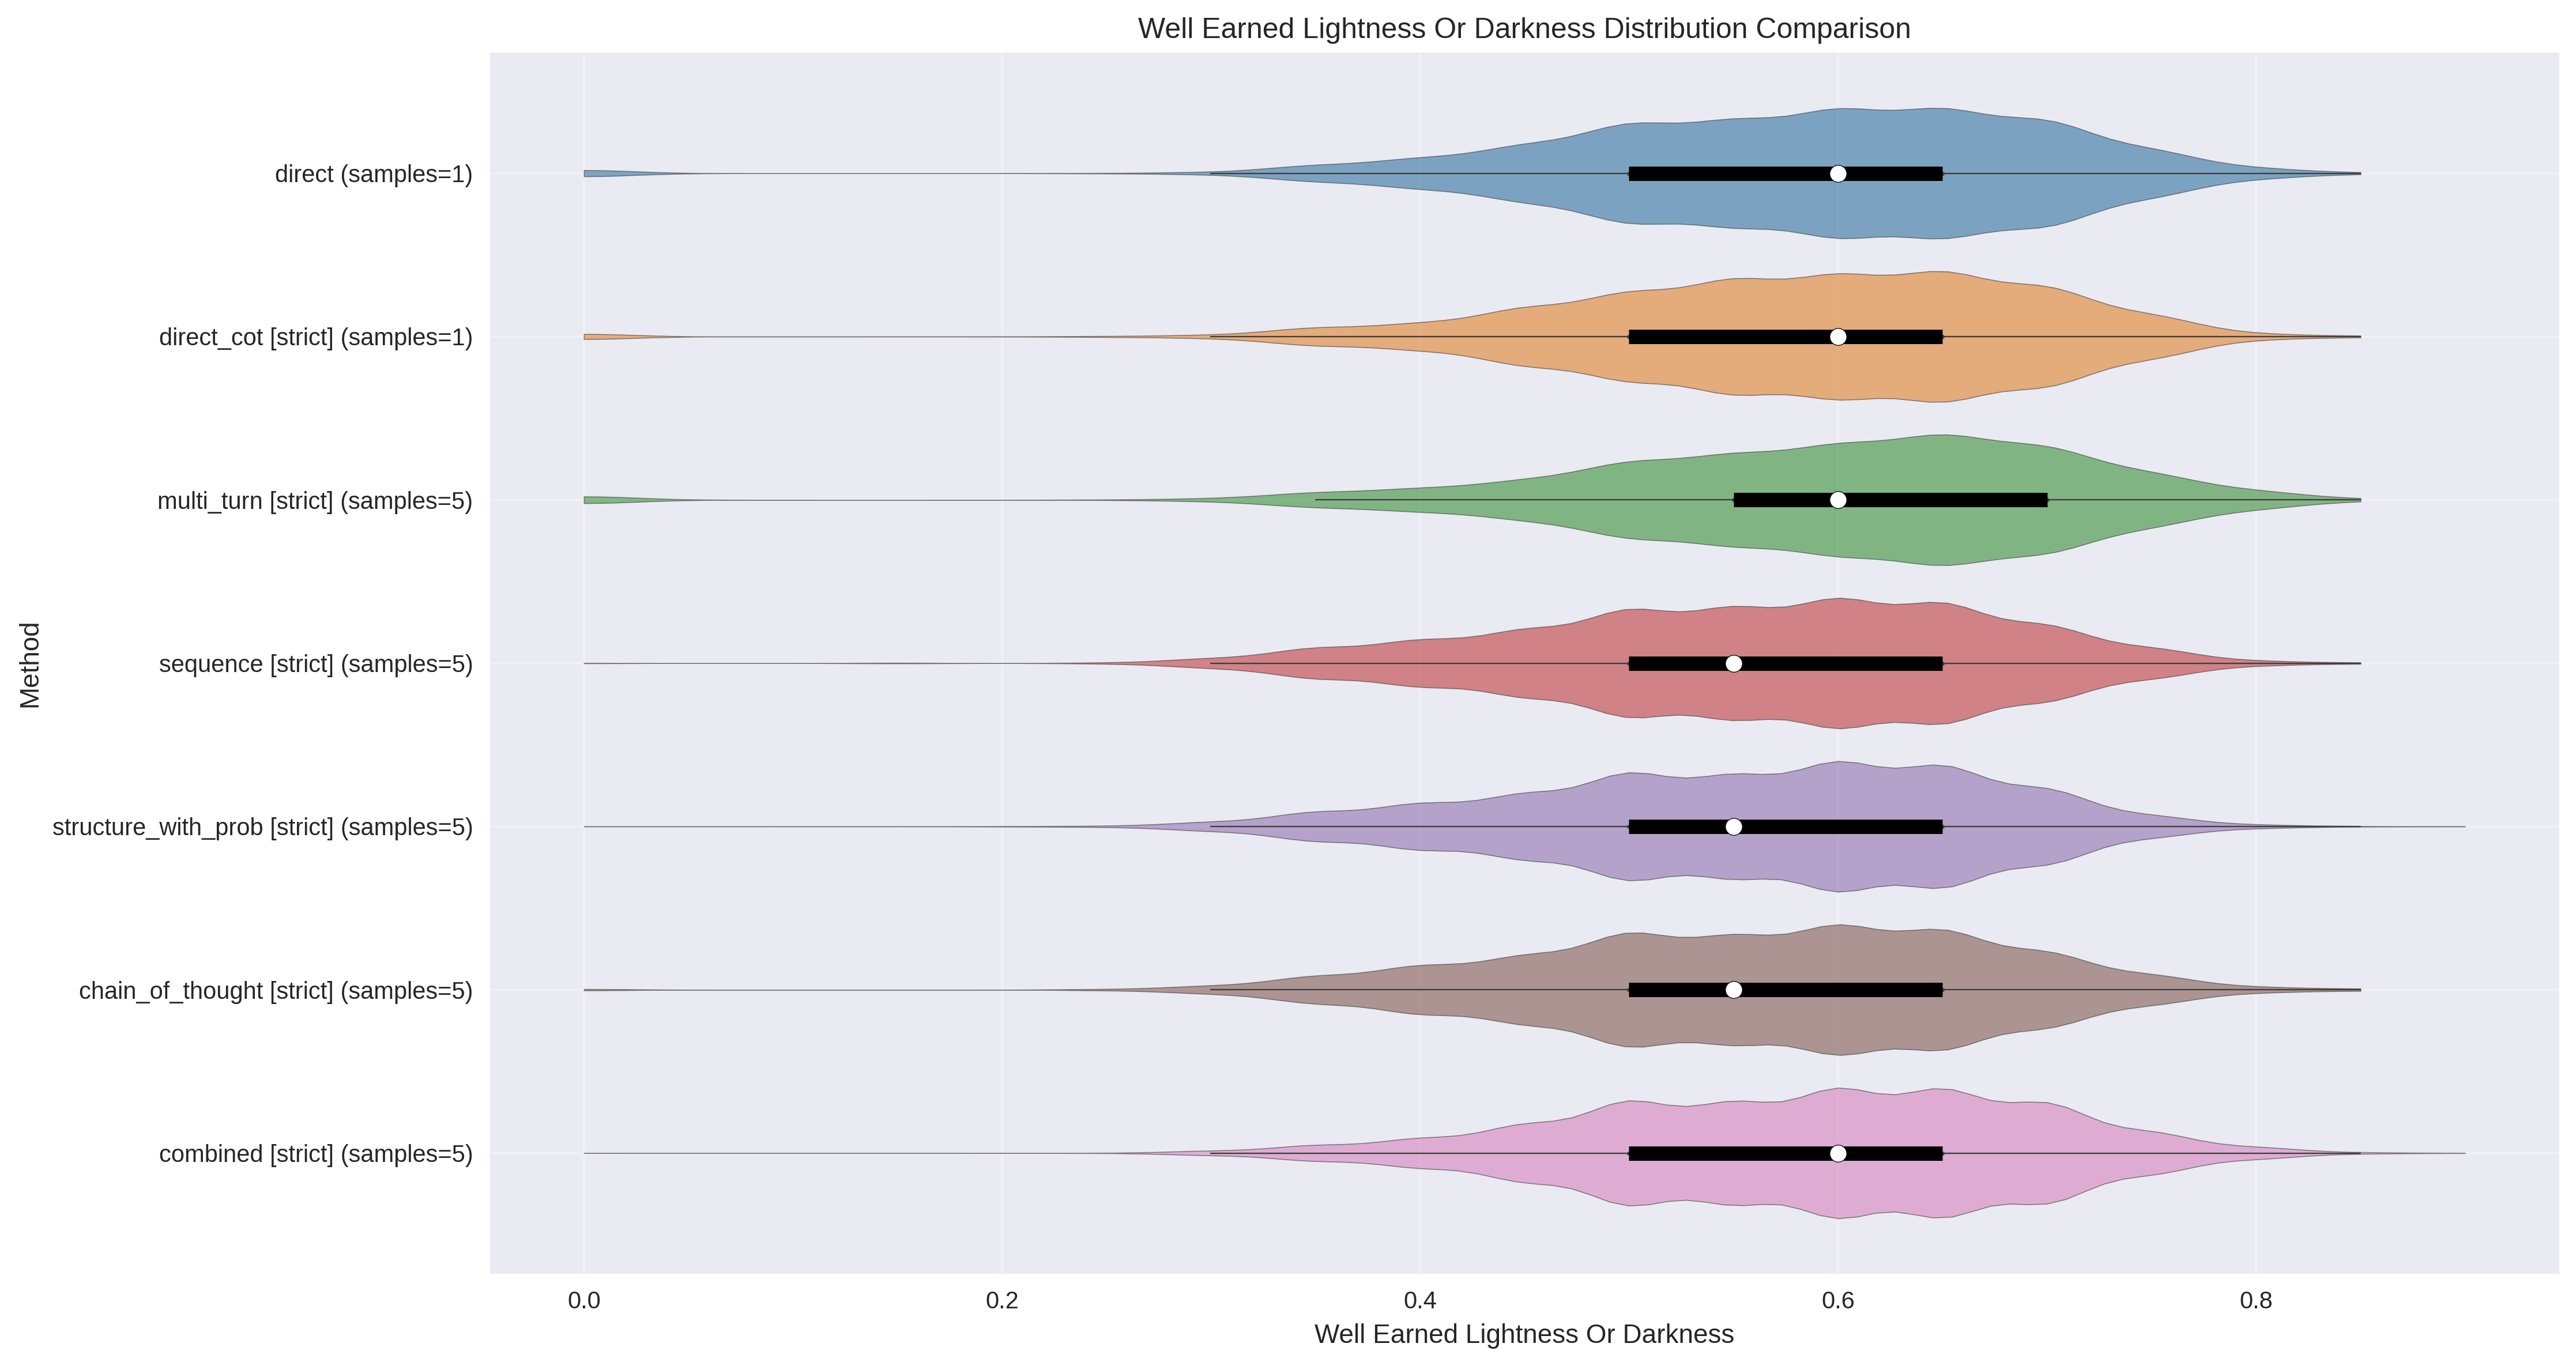 Well Earned Lightness Or Darkness Distribution Comparison
direct (samples=1)
direct_cot [strict] (samples=1)
multi_turn [strict] (samples=5)
sequence [strict] (samples=5)
structure_with_prob [strict] (samples=5)
chain_of_thought [strict] (samples=5)
combined [strict] (samples=5)
Method
0.0 0.2 0.4 0.6 0.8
Well Earned Lightness Or Darkness